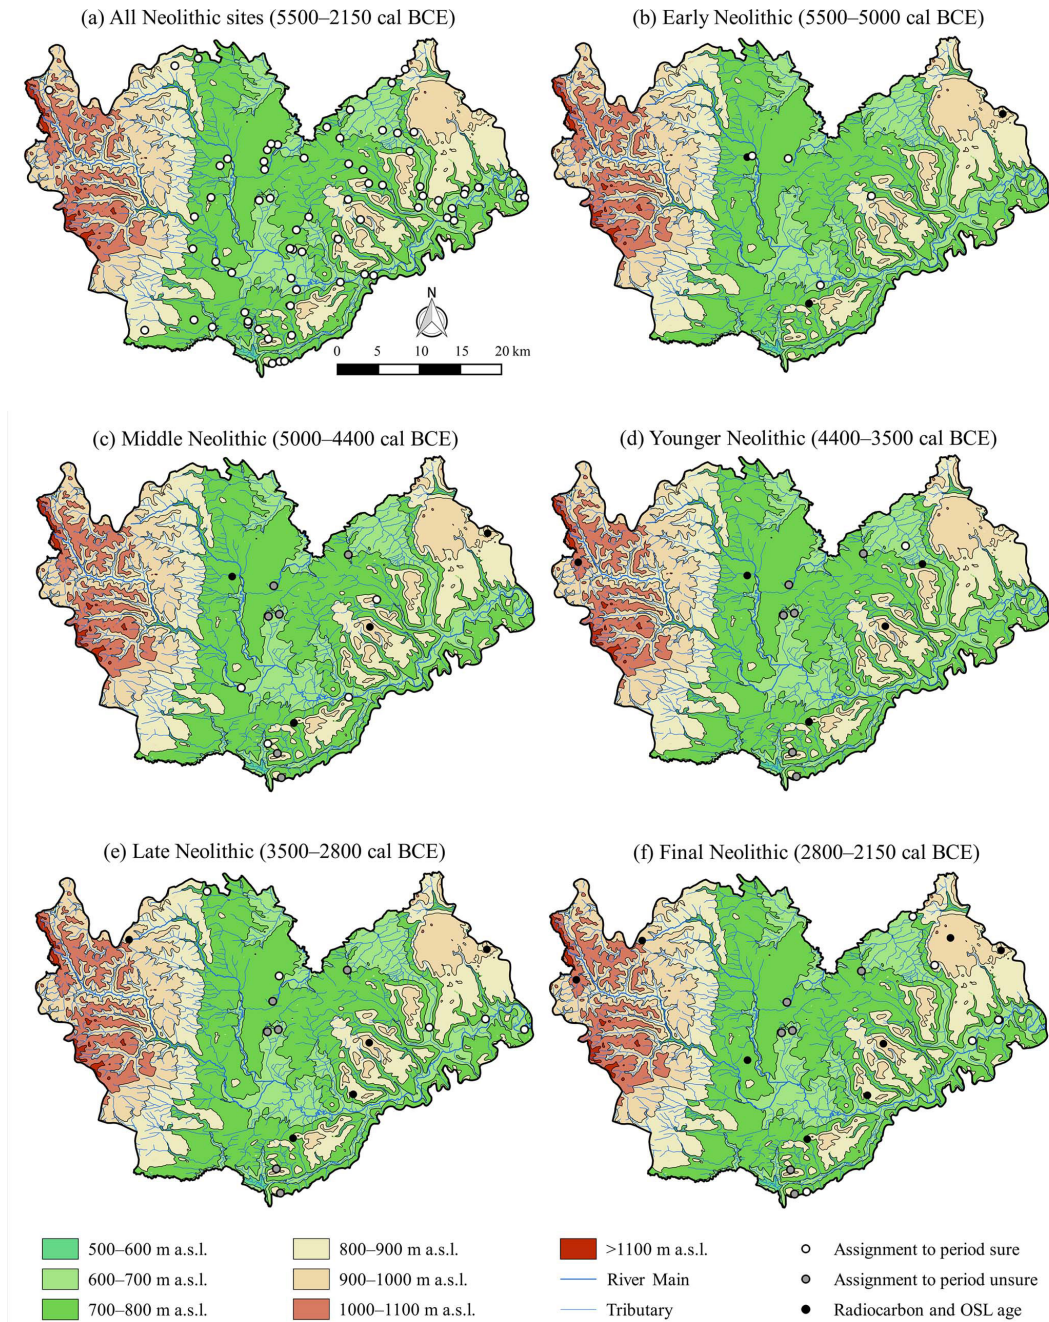 (a) All Neolithic sites (5500–2150 cal BCE)
(b) Early Neolithic (5500–5000 cal BCE)
N
0 5 10 15 20 km
(c) Middle Neolithic (5000–4400 cal BCE)
(d) Younger Neolithic (4400–3500 cal BCE)
(e) Late Neolithic (3500–2800 cal BCE)
(f) Final Neolithic (2800–2150 cal BCE)
500–600 m a.s.l.
600–700 m a.s.l.
700–800 m a.s.l.
800–900 m a.s.l.
900–1000 m a.s.l.
1000–1100 m a.s.l.
>1100 m a.s.l.
River Main
Tributary
Assignment to period sure
Assignment to period unsure
Radiocarbon and OSL age